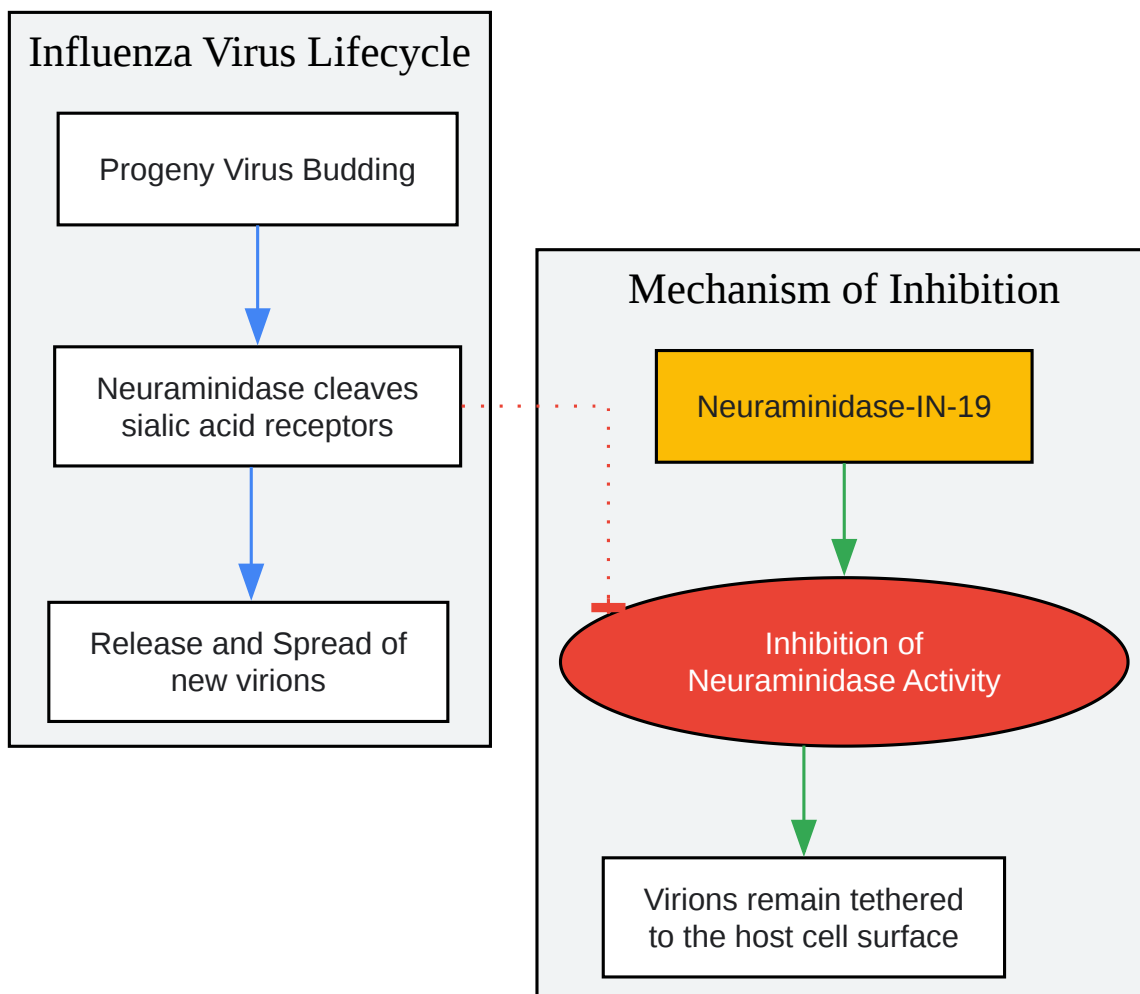 Influenza Virus Lifecycle
Progeny Virus Budding
Neuraminidase cleaves
sialic acid receptors
Release and Spread of
new virions
Mechanism of Inhibition
Neuraminidase-IN-19
Inhibition of
Neuraminidase Activity
Virions remain tethered
to the host cell surface